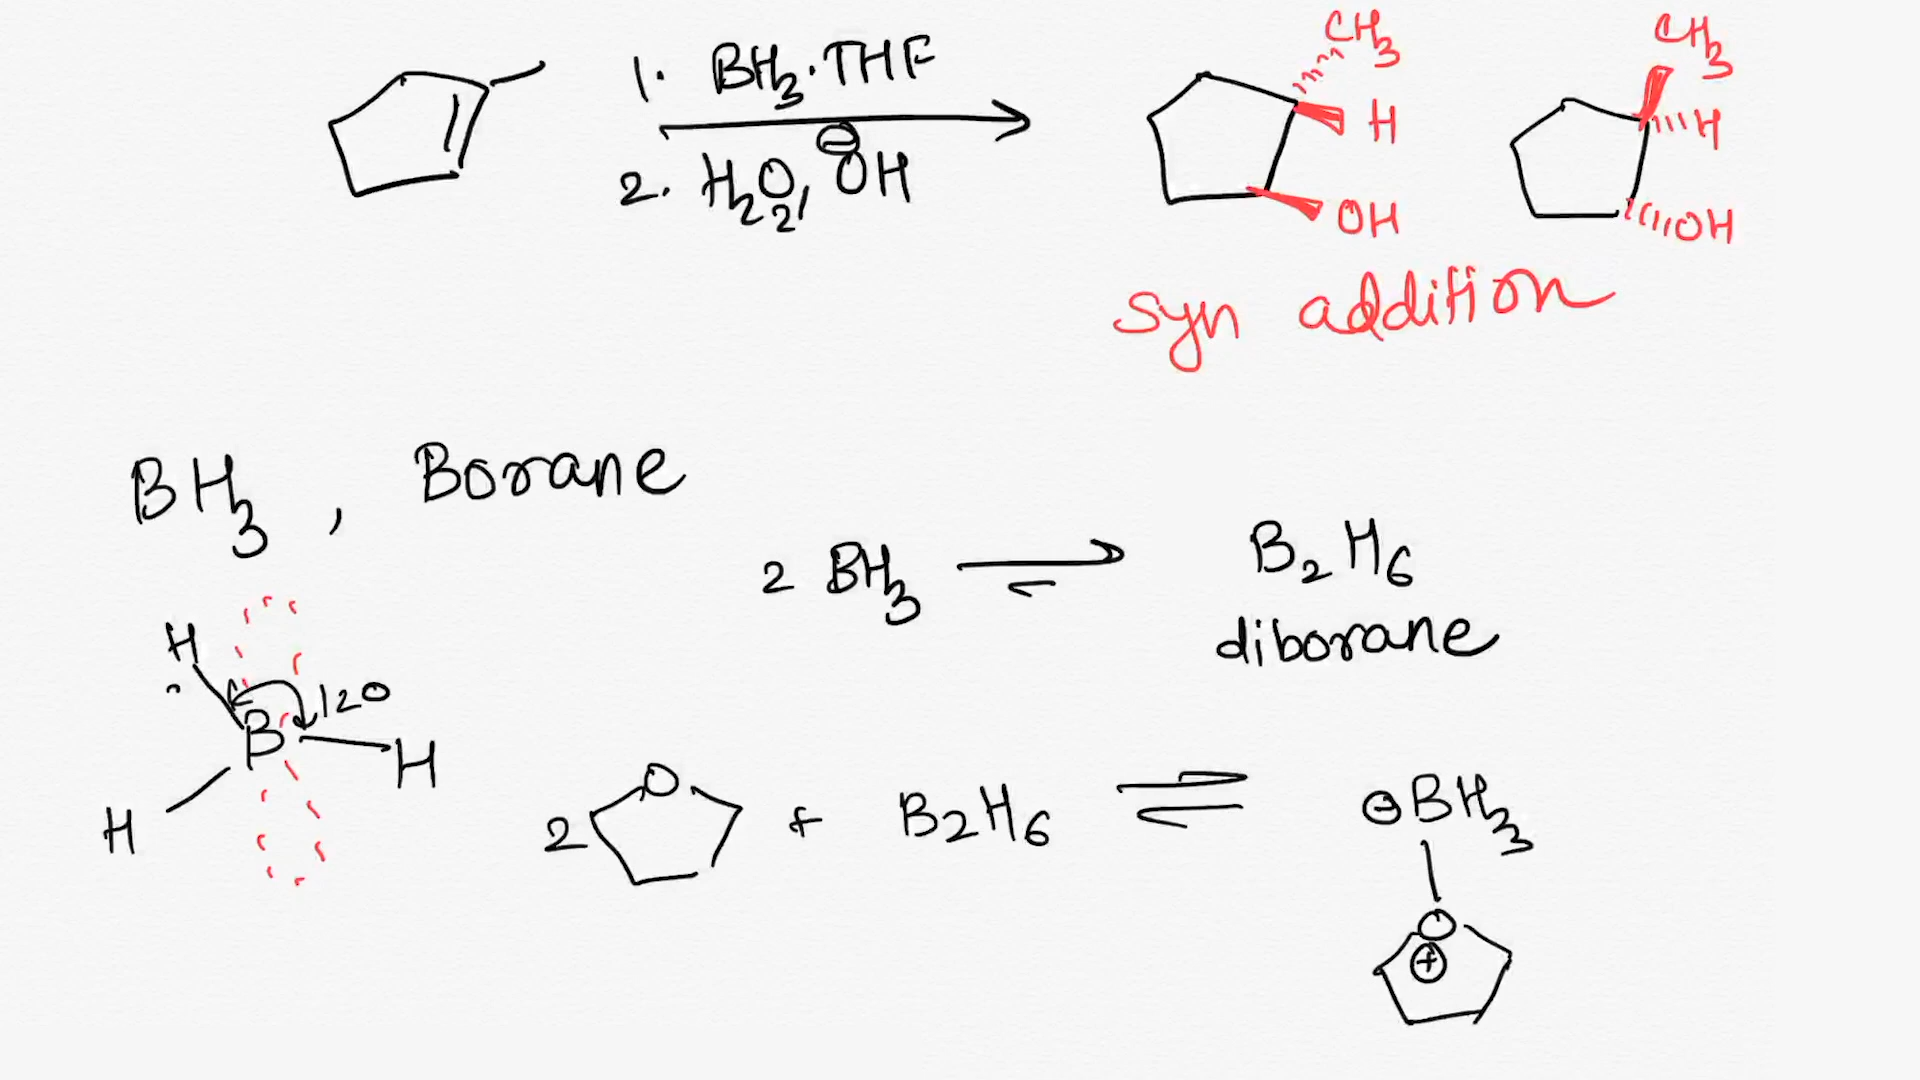 1. BH3·THF
2. H2O2, ⊖OH
CH3
H
OH
CH3
H
OH
Syn addition
BH3, Borane
2 BH3 ⇌ B2H6
diborane
H
B
120
H
H
2 O + B2H6 ⇌ ⊖BH3
O
⊕